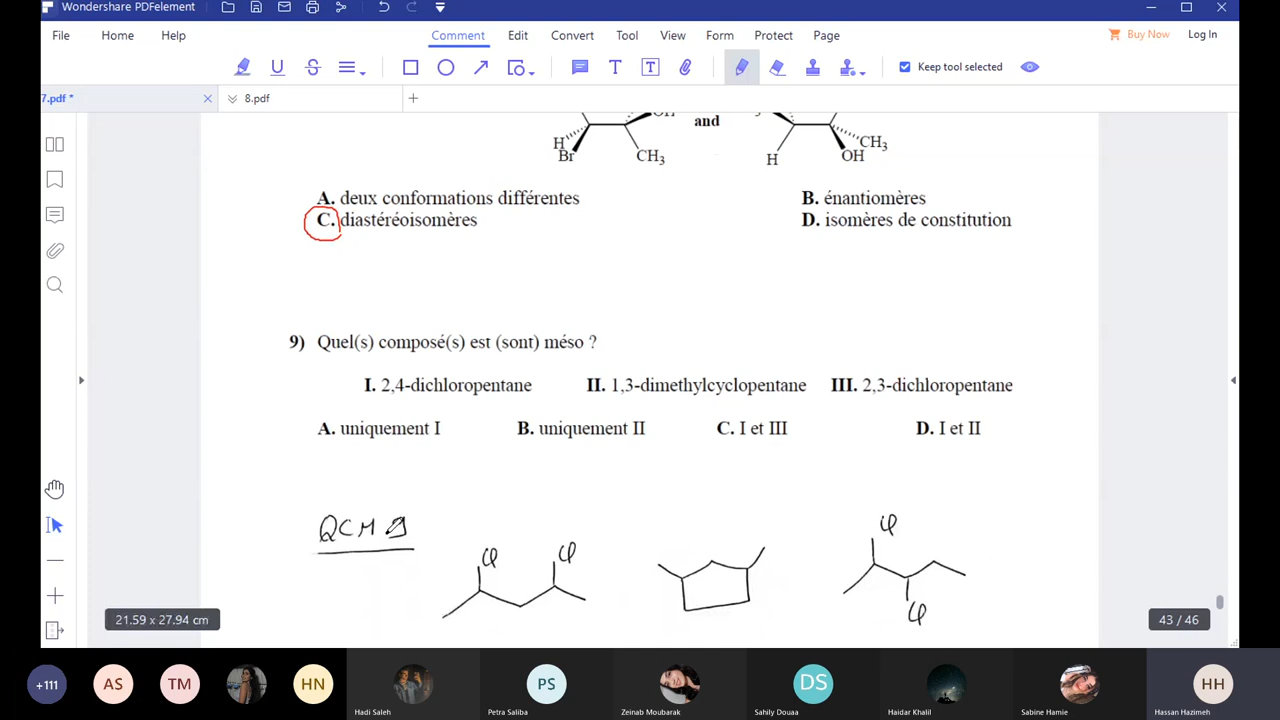 Wondershare PDFelement
File Home Help Comment Edit Convert Tool View Form Protect Page Buy Now Log In
Keep tool selected
7.pdf * 8.pdf
and
H
Br
CH3
H
OH
CH3
A. deux conformations différentes B. énantiomères
C. diastéréoisomères D. isomères de constitution
9) Quel(s) composé(s) est (sont) méso ?
I. 2,4-dichloropentane II. 1,3-dimethylcyclopentane III. 2,3-dichloropentane
A. uniquement I B. uniquement II C. I et III D. I et II
QCM 9
Cl Cl Cl
Cl
21.59 x 27.94 cm 43 / 46
+111 AS TM HN PS DS HH
Hadi Saleh Petra Saliba Zeinab Moubarak Sahily Douaa Haidar Khalil Sabine Hamie Hassan Hazimeh